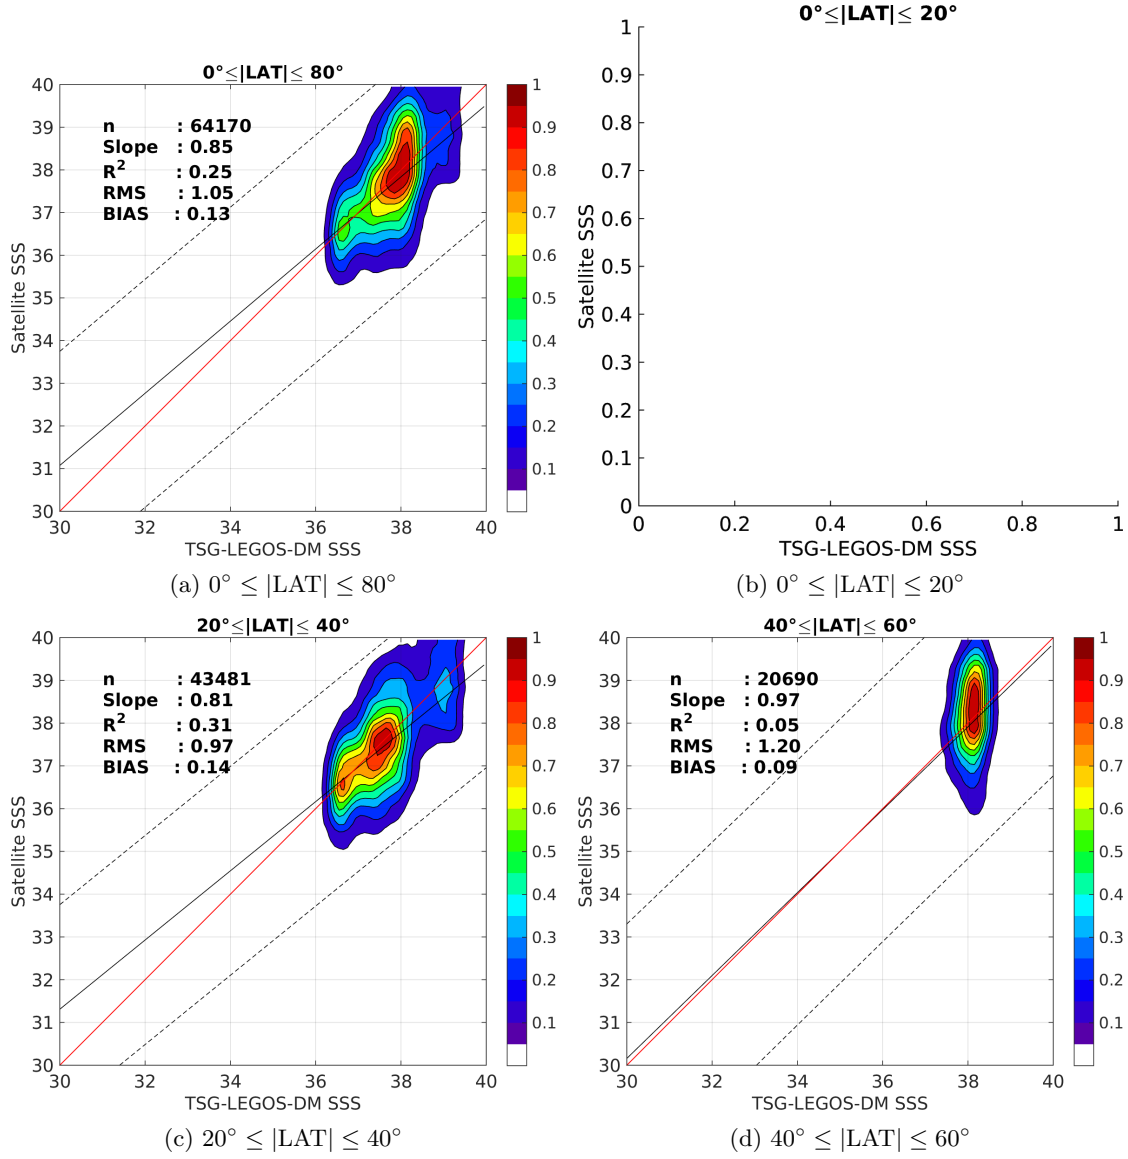 0°≤|LAT|≤ 80°
40
39
38
37
36
35
34
33
32
31
30
Satellite SSS
n : 64170
Slope : 0.85
R² : 0.25
RMS : 1.05
BIAS : 0.13
30 32 34 36 38 40
TSG-LEGOS-DM SSS
1
0.9
0.8
0.7
0.6
0.5
0.4
0.3
0.2
0.1
(a) 0° ≤ |LAT| ≤ 80°
0°≤|LAT|≤ 20°
1
0.9
0.8
0.7
0.6
0.5
0.4
0.3
0.2
0.1
0
Satellite SSS
0 0.2 0.4 0.6 0.8 1
TSG-LEGOS-DM SSS
(b) 0° ≤ |LAT| ≤ 20°
20°≤|LAT|≤ 40°
40
39
38
37
36
35
34
33
32
31
30
Satellite SSS
n : 43481
Slope : 0.81
R² : 0.31
RMS : 0.97
BIAS : 0.14
30 32 34 36 38 40
TSG-LEGOS-DM SSS
1
0.9
0.8
0.7
0.6
0.5
0.4
0.3
0.2
0.1
(c) 20° ≤ |LAT| ≤ 40°
40°≤|LAT|≤ 60°
40
39
38
37
36
35
34
33
32
31
30
Satellite SSS
n : 20690
Slope : 0.97
R² : 0.05
RMS : 1.20
BIAS : 0.09
30 32 34 36 38 40
TSG-LEGOS-DM SSS
1
0.9
0.8
0.7
0.6
0.5
0.4
0.3
0.2
0.1
(d) 40° ≤ |LAT| ≤ 60°